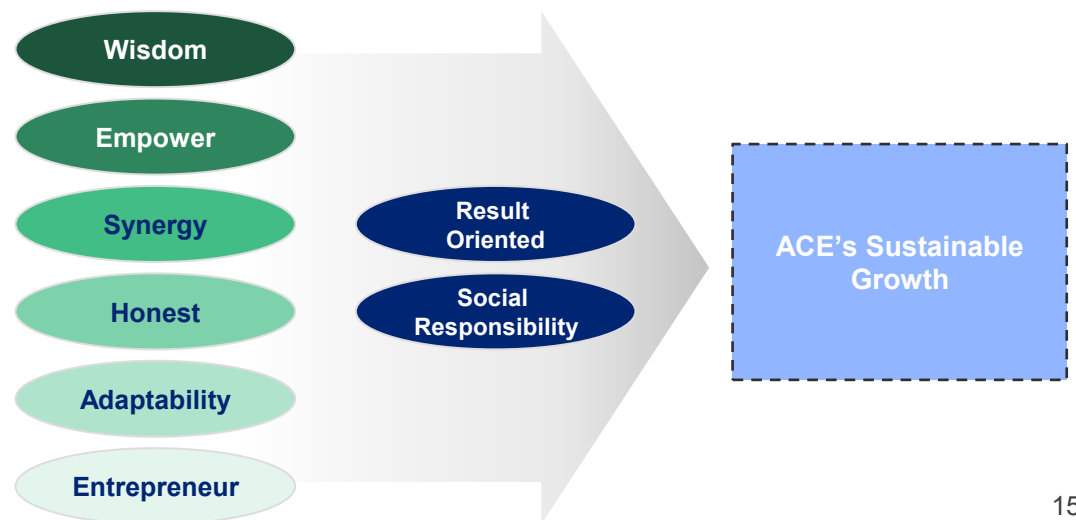 Wisdom
Empower
Synergy
Honest
Adaptability
Entrepreneur
Result
Oriented
Social
Responsibility
ACE’s Sustainable
Growth
15